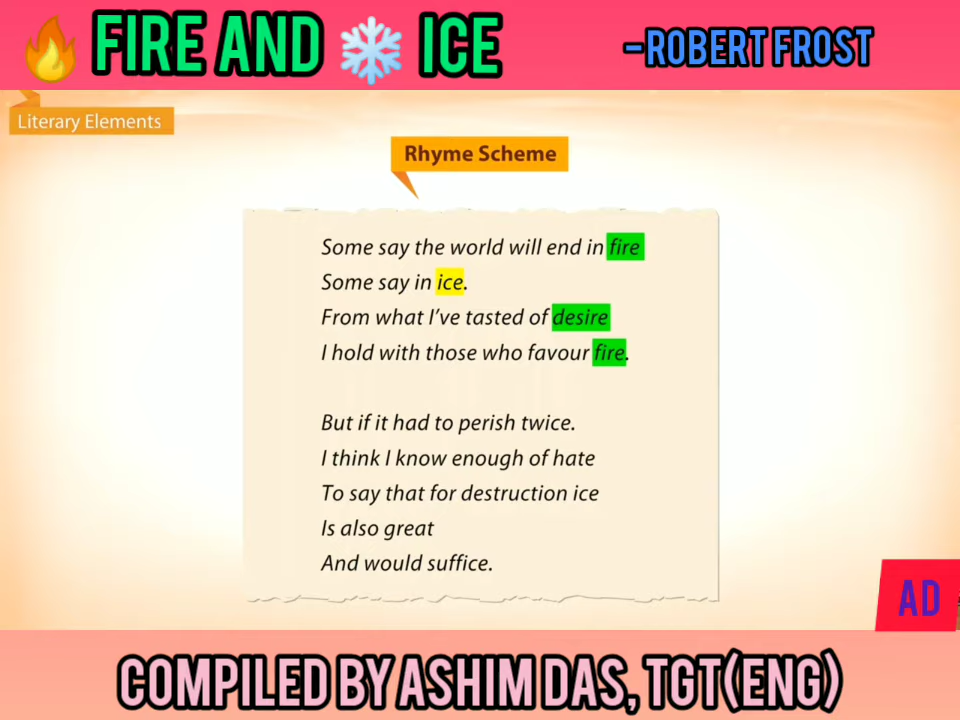 FIRE AND ICE
-ROBERT FROST
Literary Elements
Rhyme Scheme
Some say the world will end in fire
Some say in ice.
From what I've tasted of desire
I hold with those who favour fire.
But if it had to perish twice.
I think I know enough of hate
To say that for destruction ice
Is also great
And would suffice.
AD
COMPILED BY ASHIM DAS, TGT(ENG)